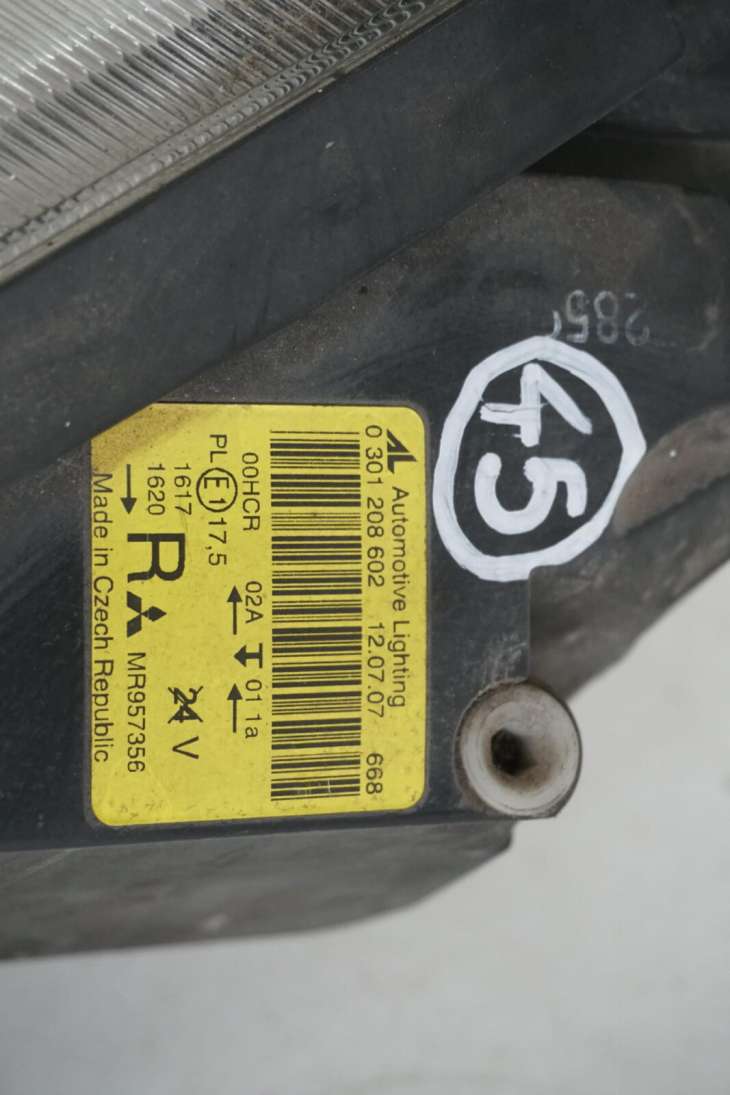 AL Automotive Lighting
0 301 208 602 12.07.07 668
00HCR 02A I 01 1a
PL E1 17,5
1617
1620
R
24 V
MR957356
Made in Czech Republic
45
285